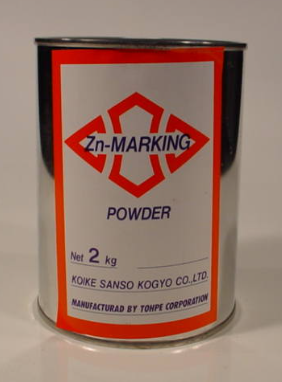 Zn-MARKING
POWDER
Net 2 kg
KOIKE SANSO KOGYO CO.,LTD.
MANUFACTURAD BY TOHPE CORPORATION